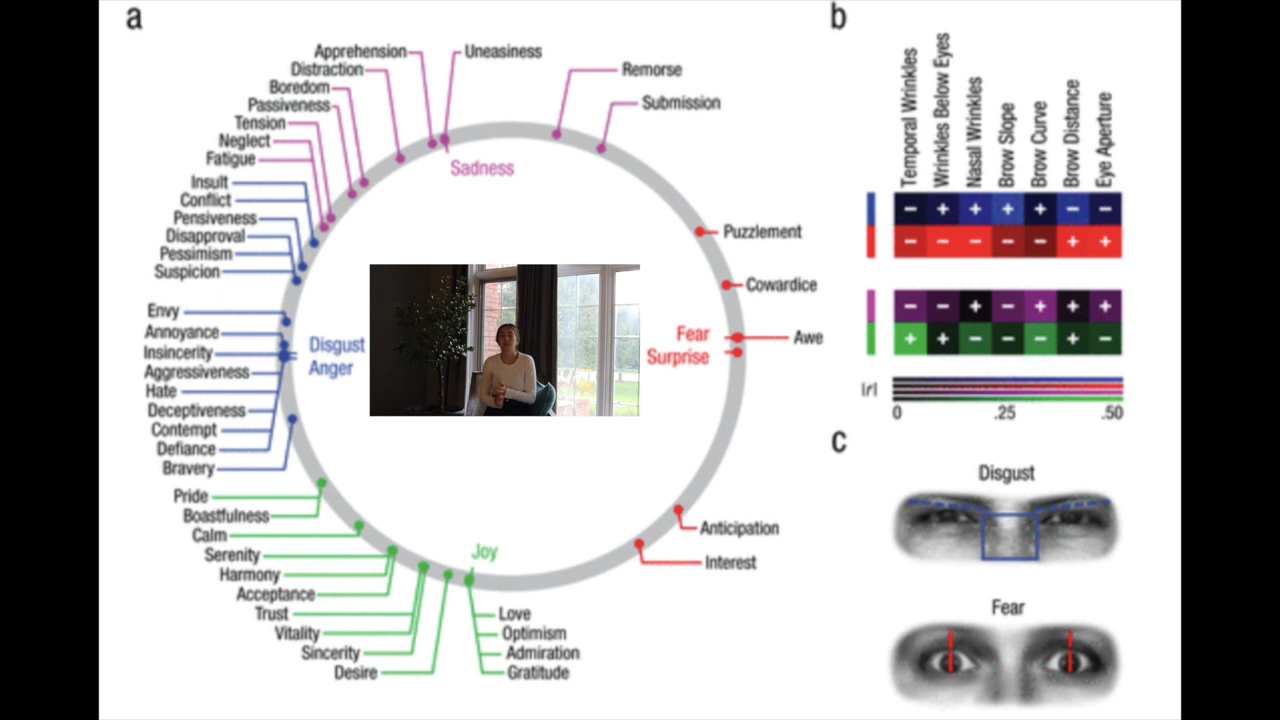 a
Apprehension
Uneasiness
Distraction
Remorse
Boredom
Passiveness
Submission
Tension
Neglect
Fatigue
Sadness
Insult
Conflict
Pensiveness
Disapproval
Pessimism
Suspicion
Puzzlement
Cowardice
Envy
Annoyance
Insincerity
Aggressiveness
Hate
Deceptiveness
Contempt
Defiance
Bravery
Disgust
Anger
Fear
Surprise
Awe
Pride
Boastfulness
Calm
Serenity
Harmony
Acceptance
Trust
Vitality
Sincerity
Desire
Joy
Love
Optimism
Admiration
Gratitude
Anticipation
Interest
b
Temporal Wrinkles
Wrinkles Below Eyes
Nasal Wrinkles
Brow Slope
Brow Curve
Brow Distance
Eye Aperture
− + + + + − −
− − − − − + +
− − + − + + +
+ + − − − + −
|r|
0 .25 .50
c
Disgust
Fear